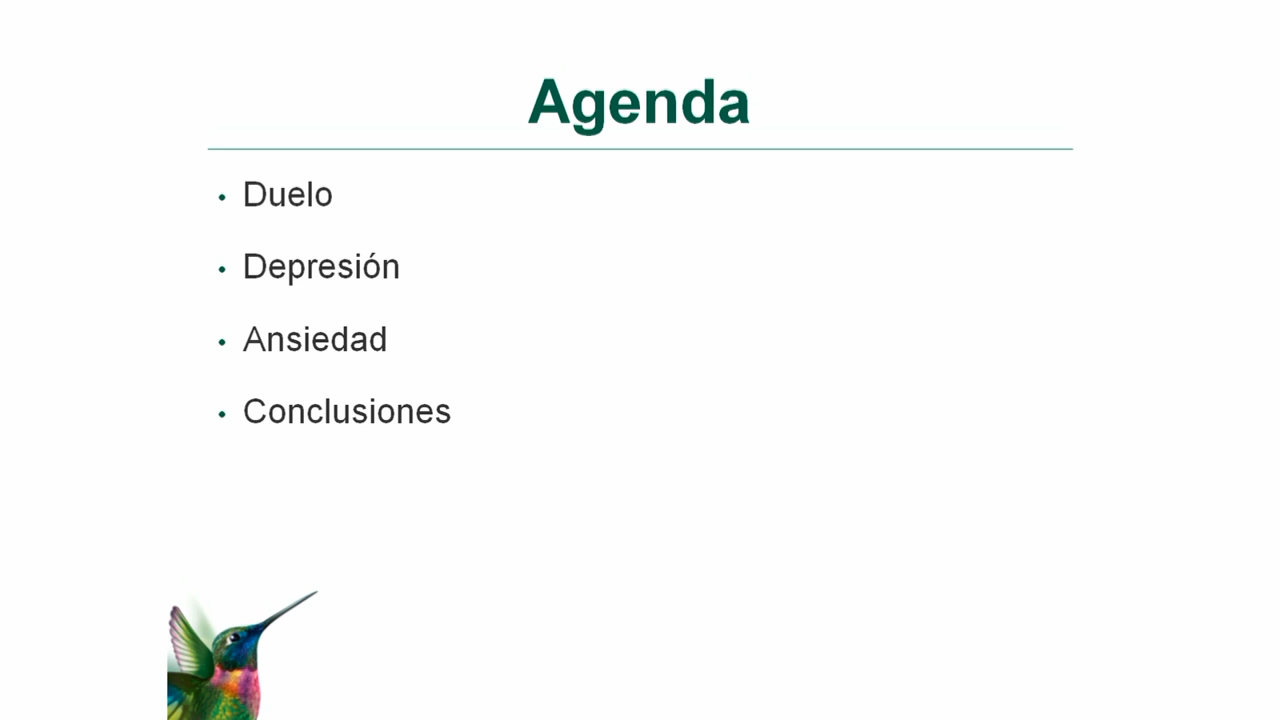 Agenda
• Duelo
• Depresión
• Ansiedad
• Conclusiones